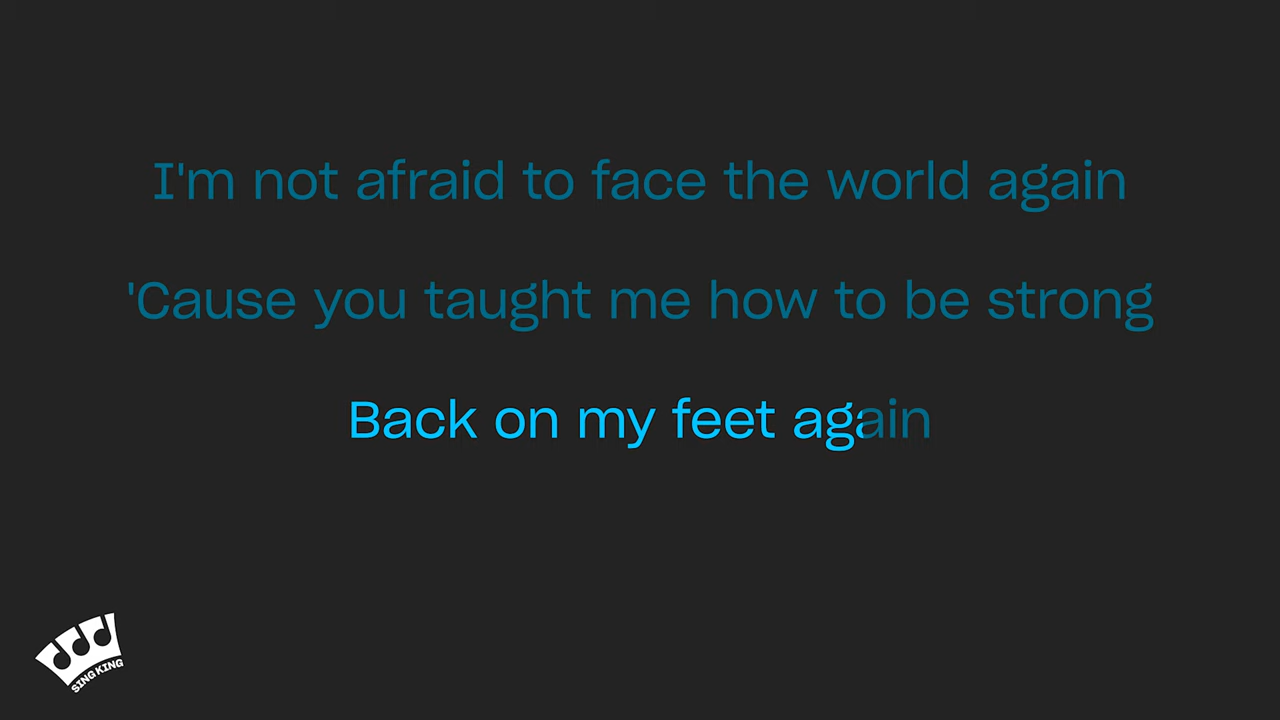 I'm not afraid to face the world again
'Cause you taught me how to be strong
Back on my feet again
SING KING